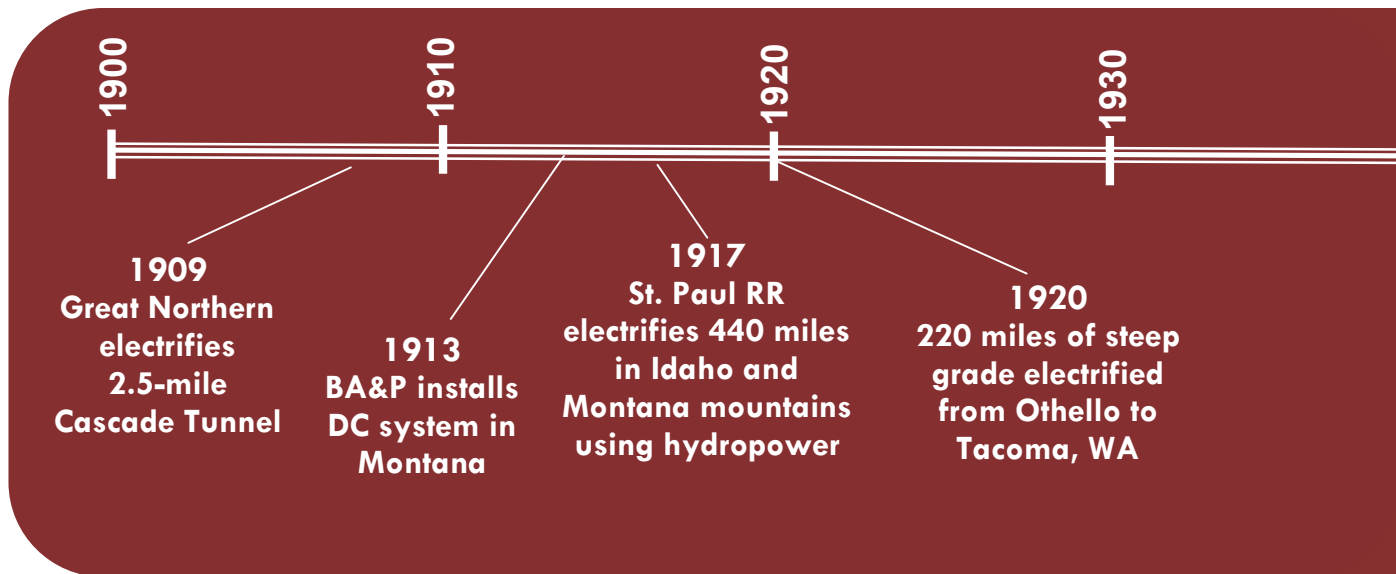 1900
1910
1920
1930
1909
Great Northern
electrifies
2.5-mile
Cascade Tunnel
1913
BA&P installs
DC system in
Montana
1917
St. Paul RR
electrifies 440 miles
in Idaho and
Montana mountains
using hydropower
1920
220 miles of steep
grade electrified
from Othello to
Tacoma, WA